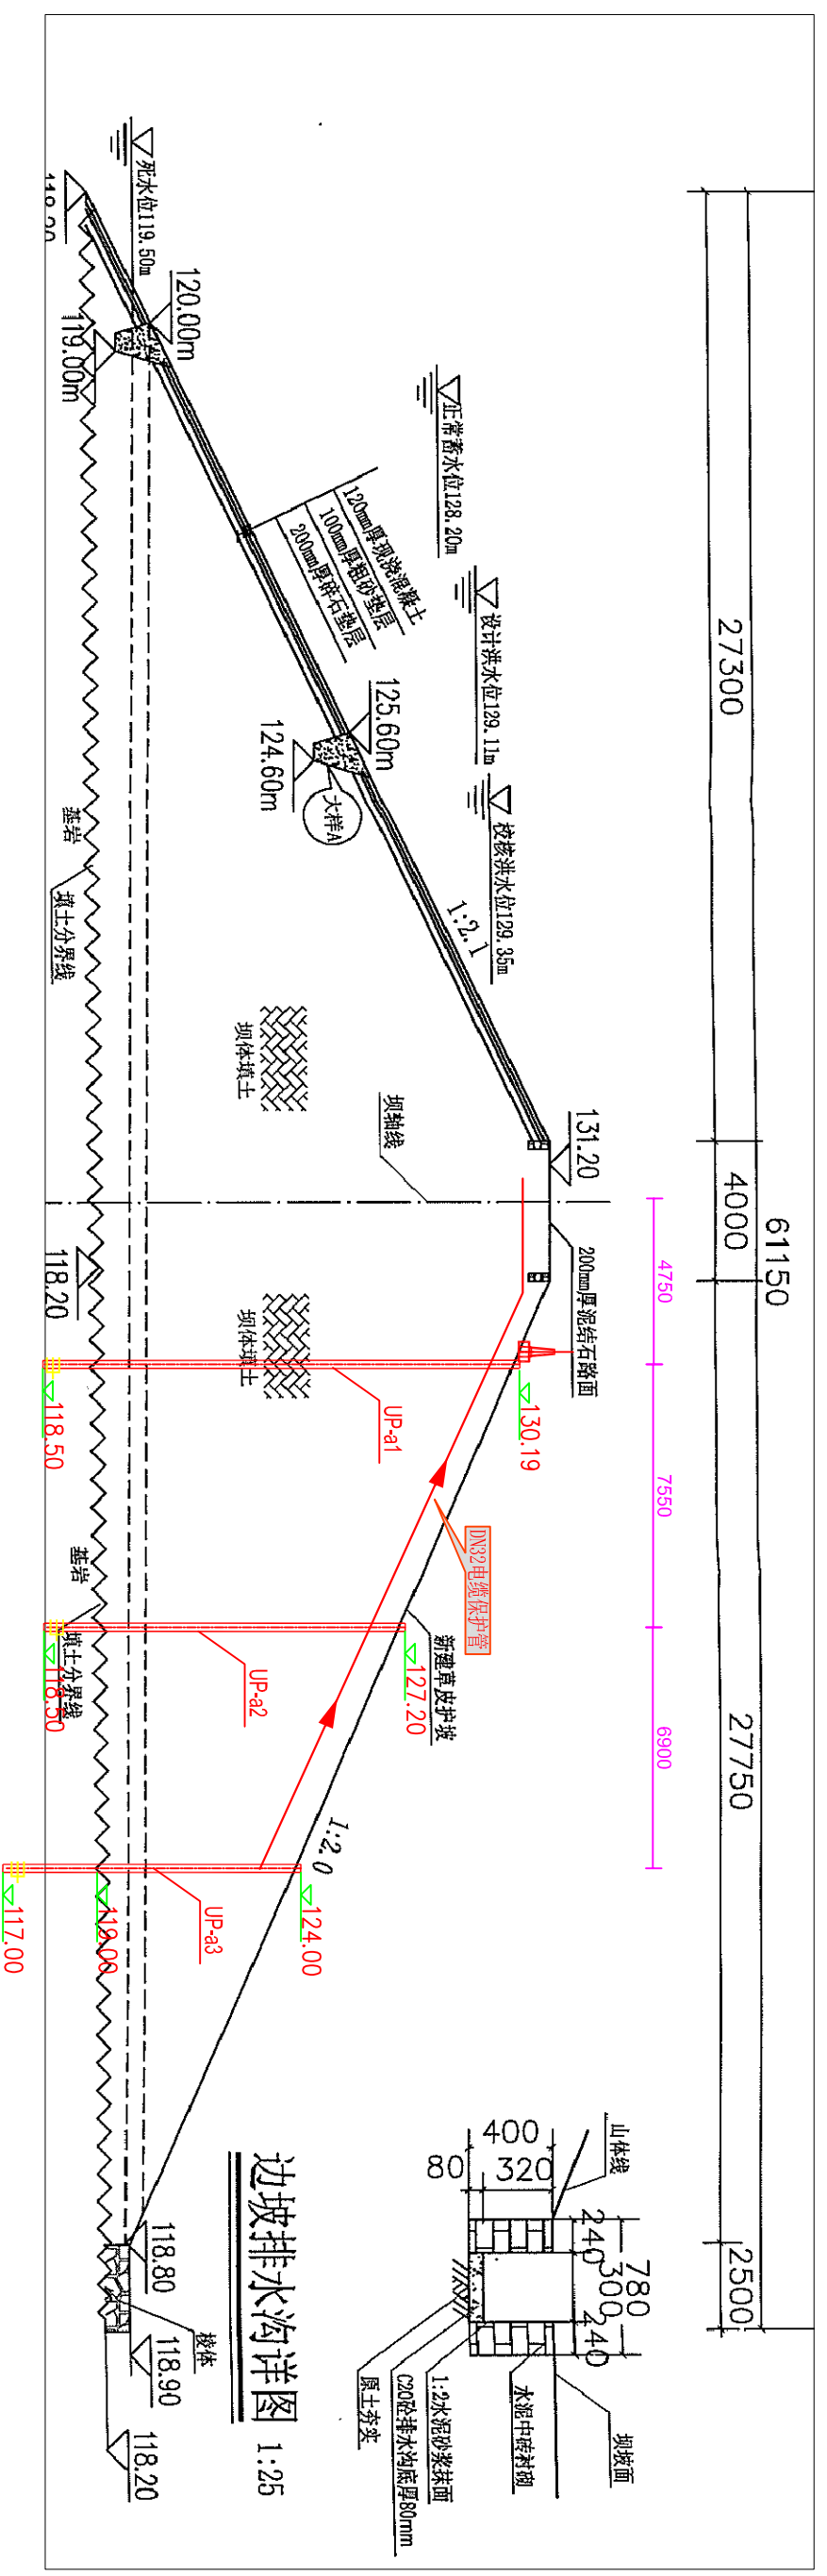 61150
27300
4000
27750
2500
4750
7550
6900
死水位119.50m
正常蓄水位128.20m
设计洪水位129.11m
校核洪水位129.35m
118.20
120.00m
119.00m
120mm厚现浇混凝土
100mm厚粗砂垫层
200mm厚碎石垫层
125.60m
124.60m
大样A
1:2.1
基岩
填土分界线
坝体填土
坝轴线
131.20
200mm厚泥结石路面
118.20
坝体填土
UP-a1
130.19
118.50
DN32电缆保护管
新建草皮护坡
基岩
填土分界线
UP-a2
127.20
118.50
1:2.0
UP-a3
124.00
119.00
117.00
118.80
棱体
118.90
118.20
山体线
400
80
320
780
240
300
240
坝坡面
水泥中砖衬砌
1:2水泥砂浆抹面
C20砼排水沟底厚80mm
原土夯实
边坡排水沟详图 1:25